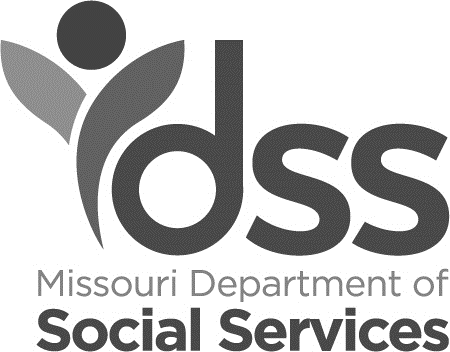 dss
Missouri Department of
Social Services